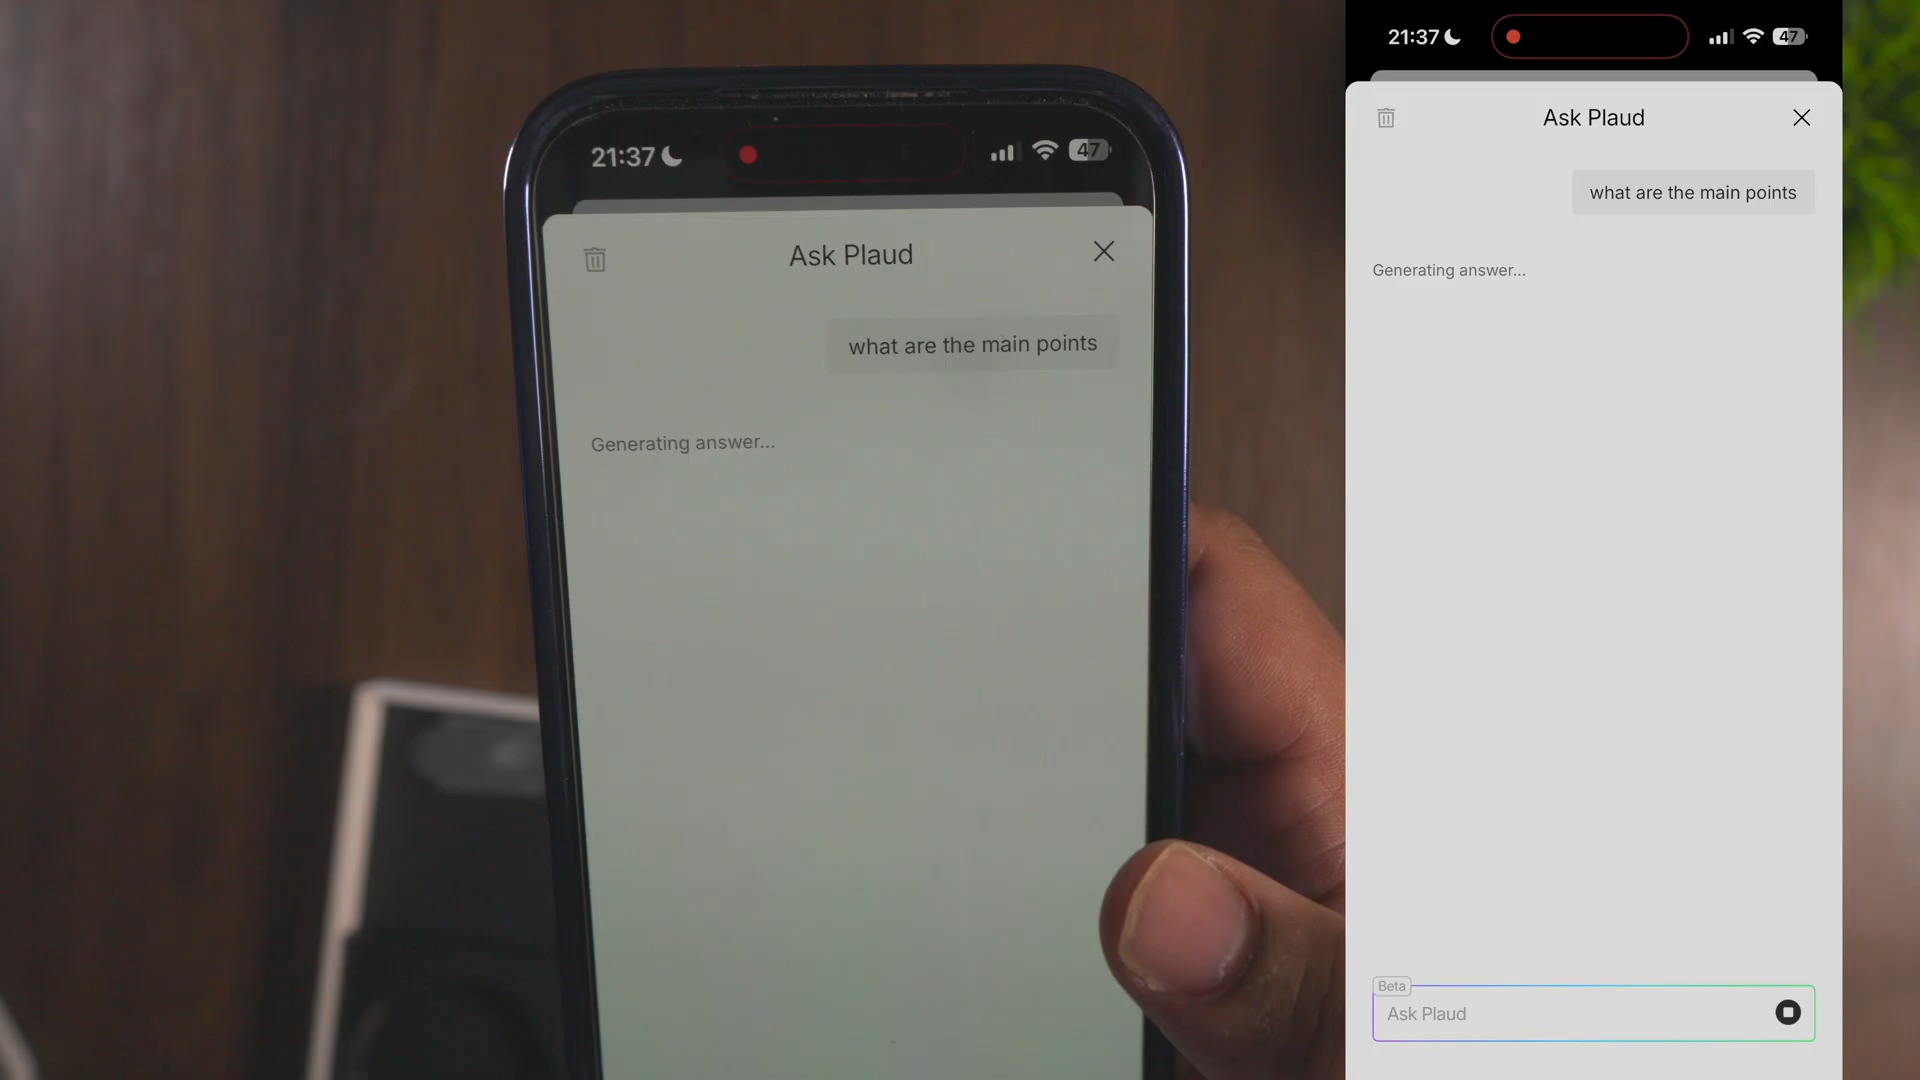 21:37
47
Ask Plaud
what are the main points
Generating answer...
21:37
47
Ask Plaud
what are the main points
Generating answer...
Beta
Ask Plaud